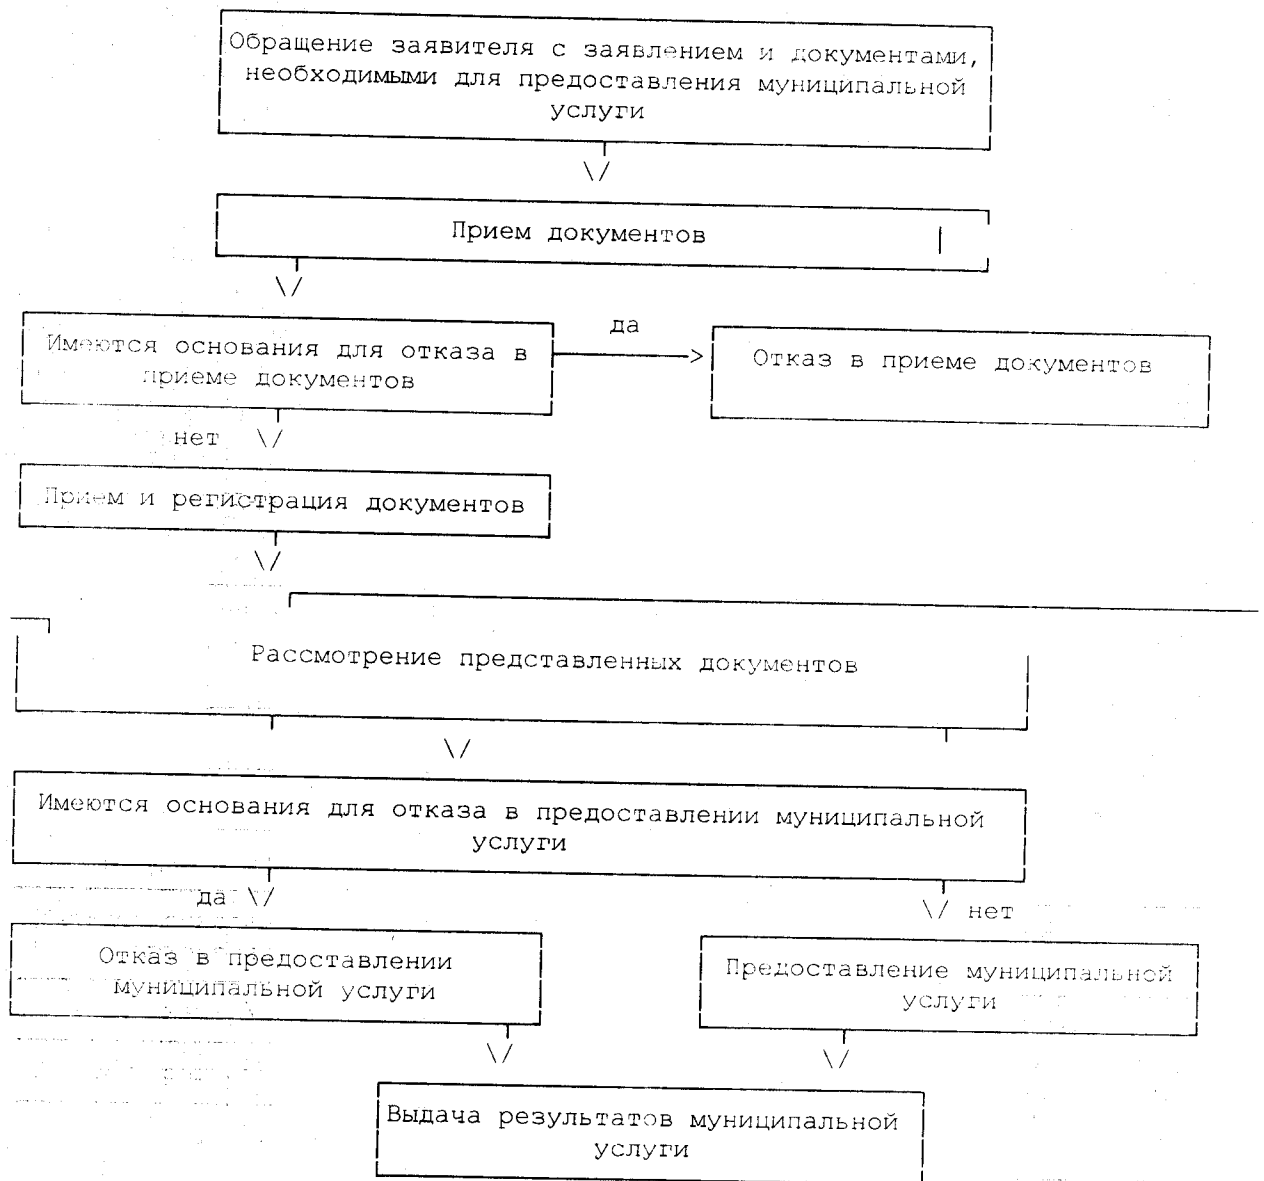 Обращение заявителя с заявлением и документами,
необходимыми для предоставления муниципальной
услуги
Прием документов
да
Имеются основания для отказа в
приеме документов
Отказ в приеме документов
нет
Прием и регистрация документов
Рассмотрение представленных документов
Имеются основания для отказа в предоставлении муниципальной
услуги
да
нет
Отказ в предоставлении
муниципальной услуги
Предоставление муниципальной
услуги
Выдача результатов муниципальной
услуги